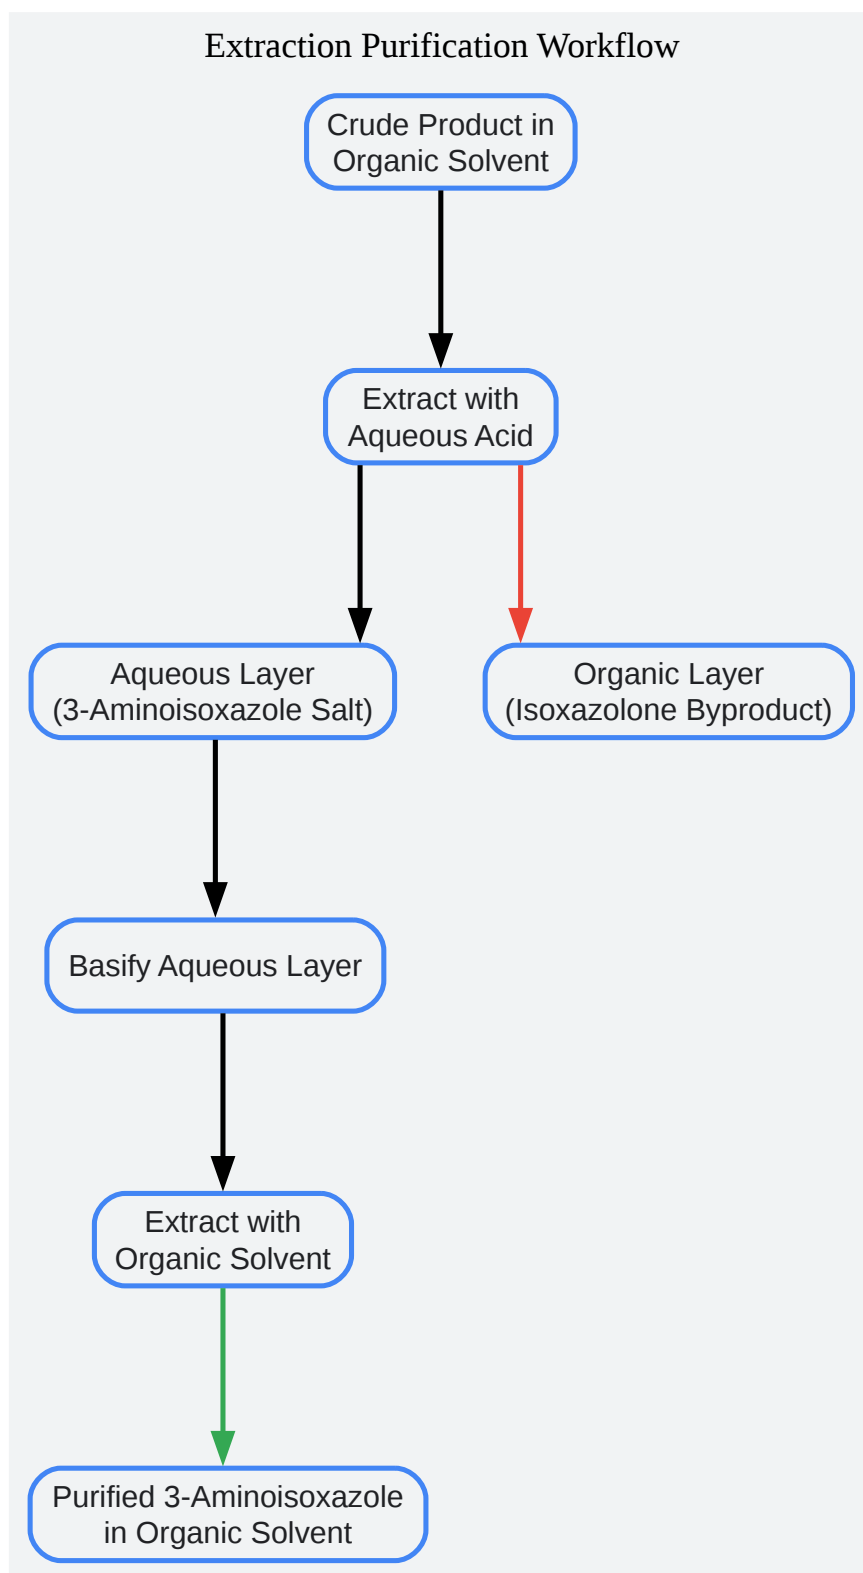 Extraction Purification Workflow
Crude Product in
Organic Solvent
Extract with
Aqueous Acid
Aqueous Layer
(3-Aminoisoxazole Salt)
Organic Layer
(Isoxazolone Byproduct)
Basify Aqueous Layer
Extract with
Organic Solvent
Purified 3-Aminoisoxazole
in Organic Solvent